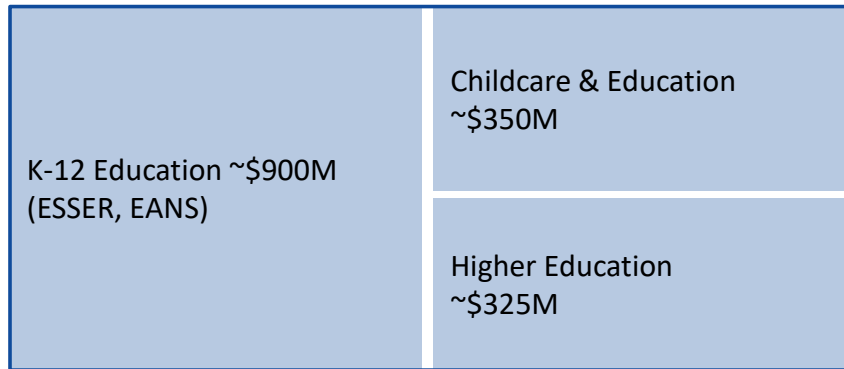 K-12 Education ~$900M
(ESSER, EANS)
Childcare & Education
~$350M
Higher Education
~$325M